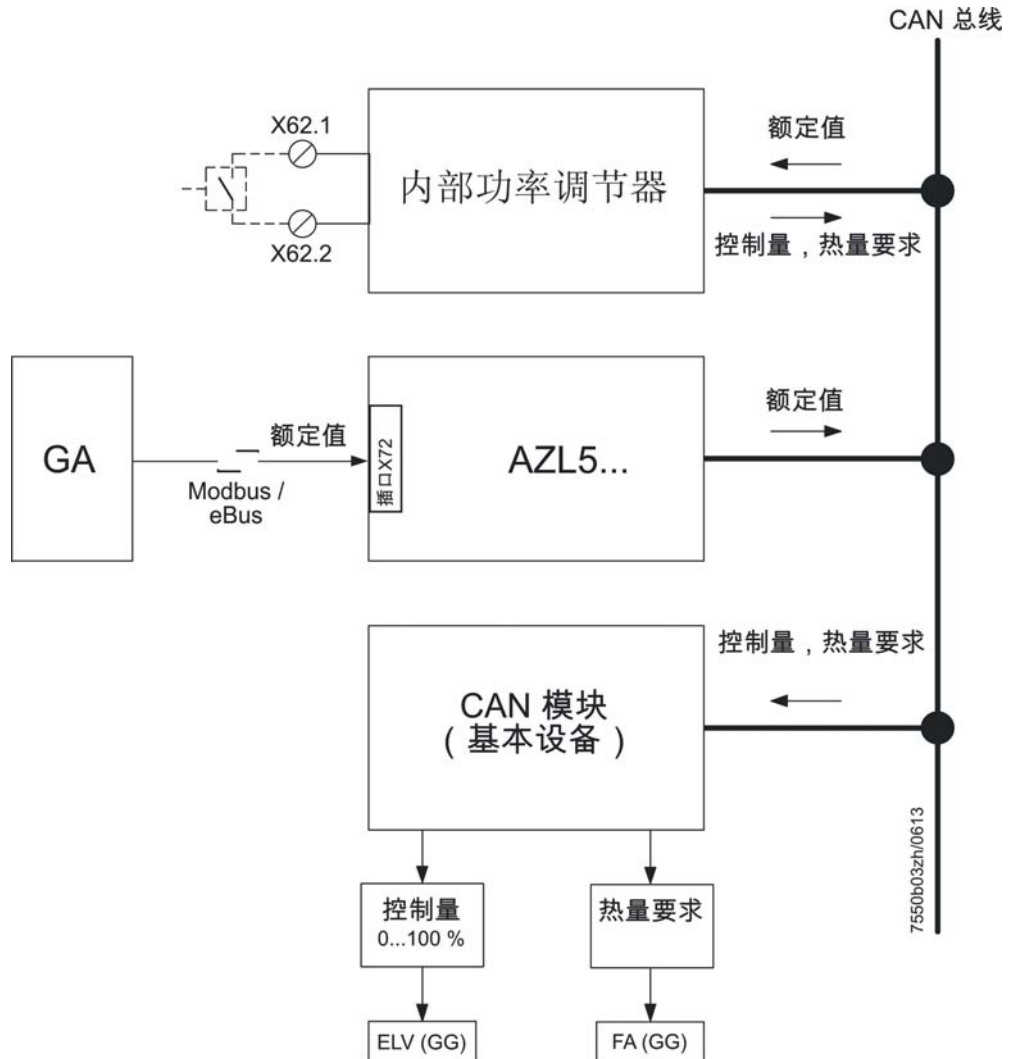 CAN 总线
X62.1
X62.2
内部功率调节器
额定值
控制量，热量要求
GA
额定值
Modbus /
eBus
插口X72
AZL5...
额定值
CAN 模块
（基本设备）
控制量，热量要求
控制量
0...100 %
热量要求
ELV (GG)
FA (GG)
7550b03zh/0613